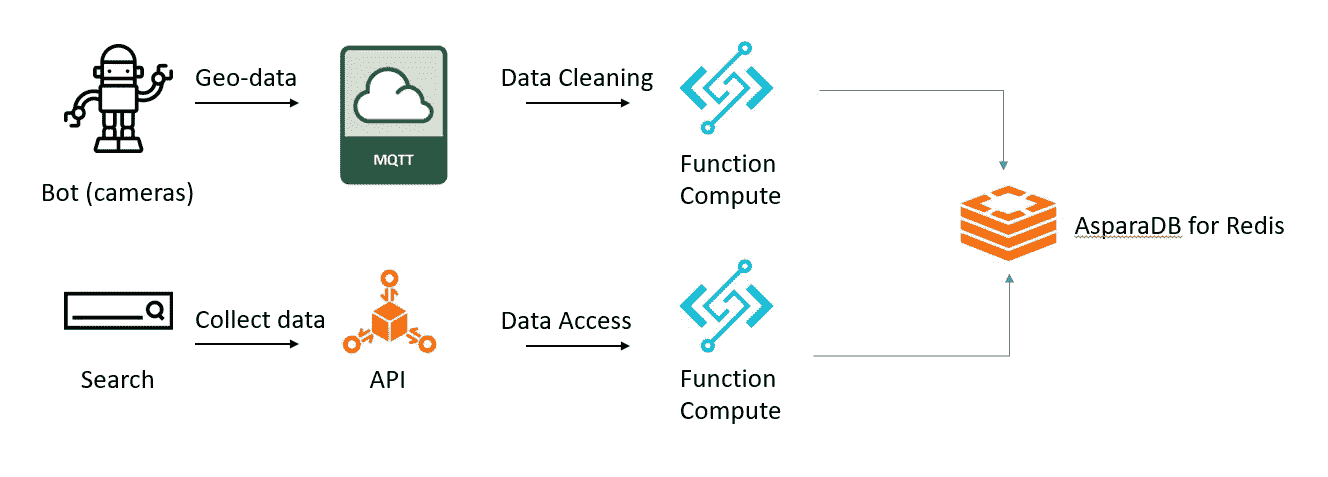 Geo-data
Data Cleaning
MQTT
Bot (cameras)
Function
Compute
AsparaDB for Redis
Collect data
Data Access
Search
API
Function
Compute